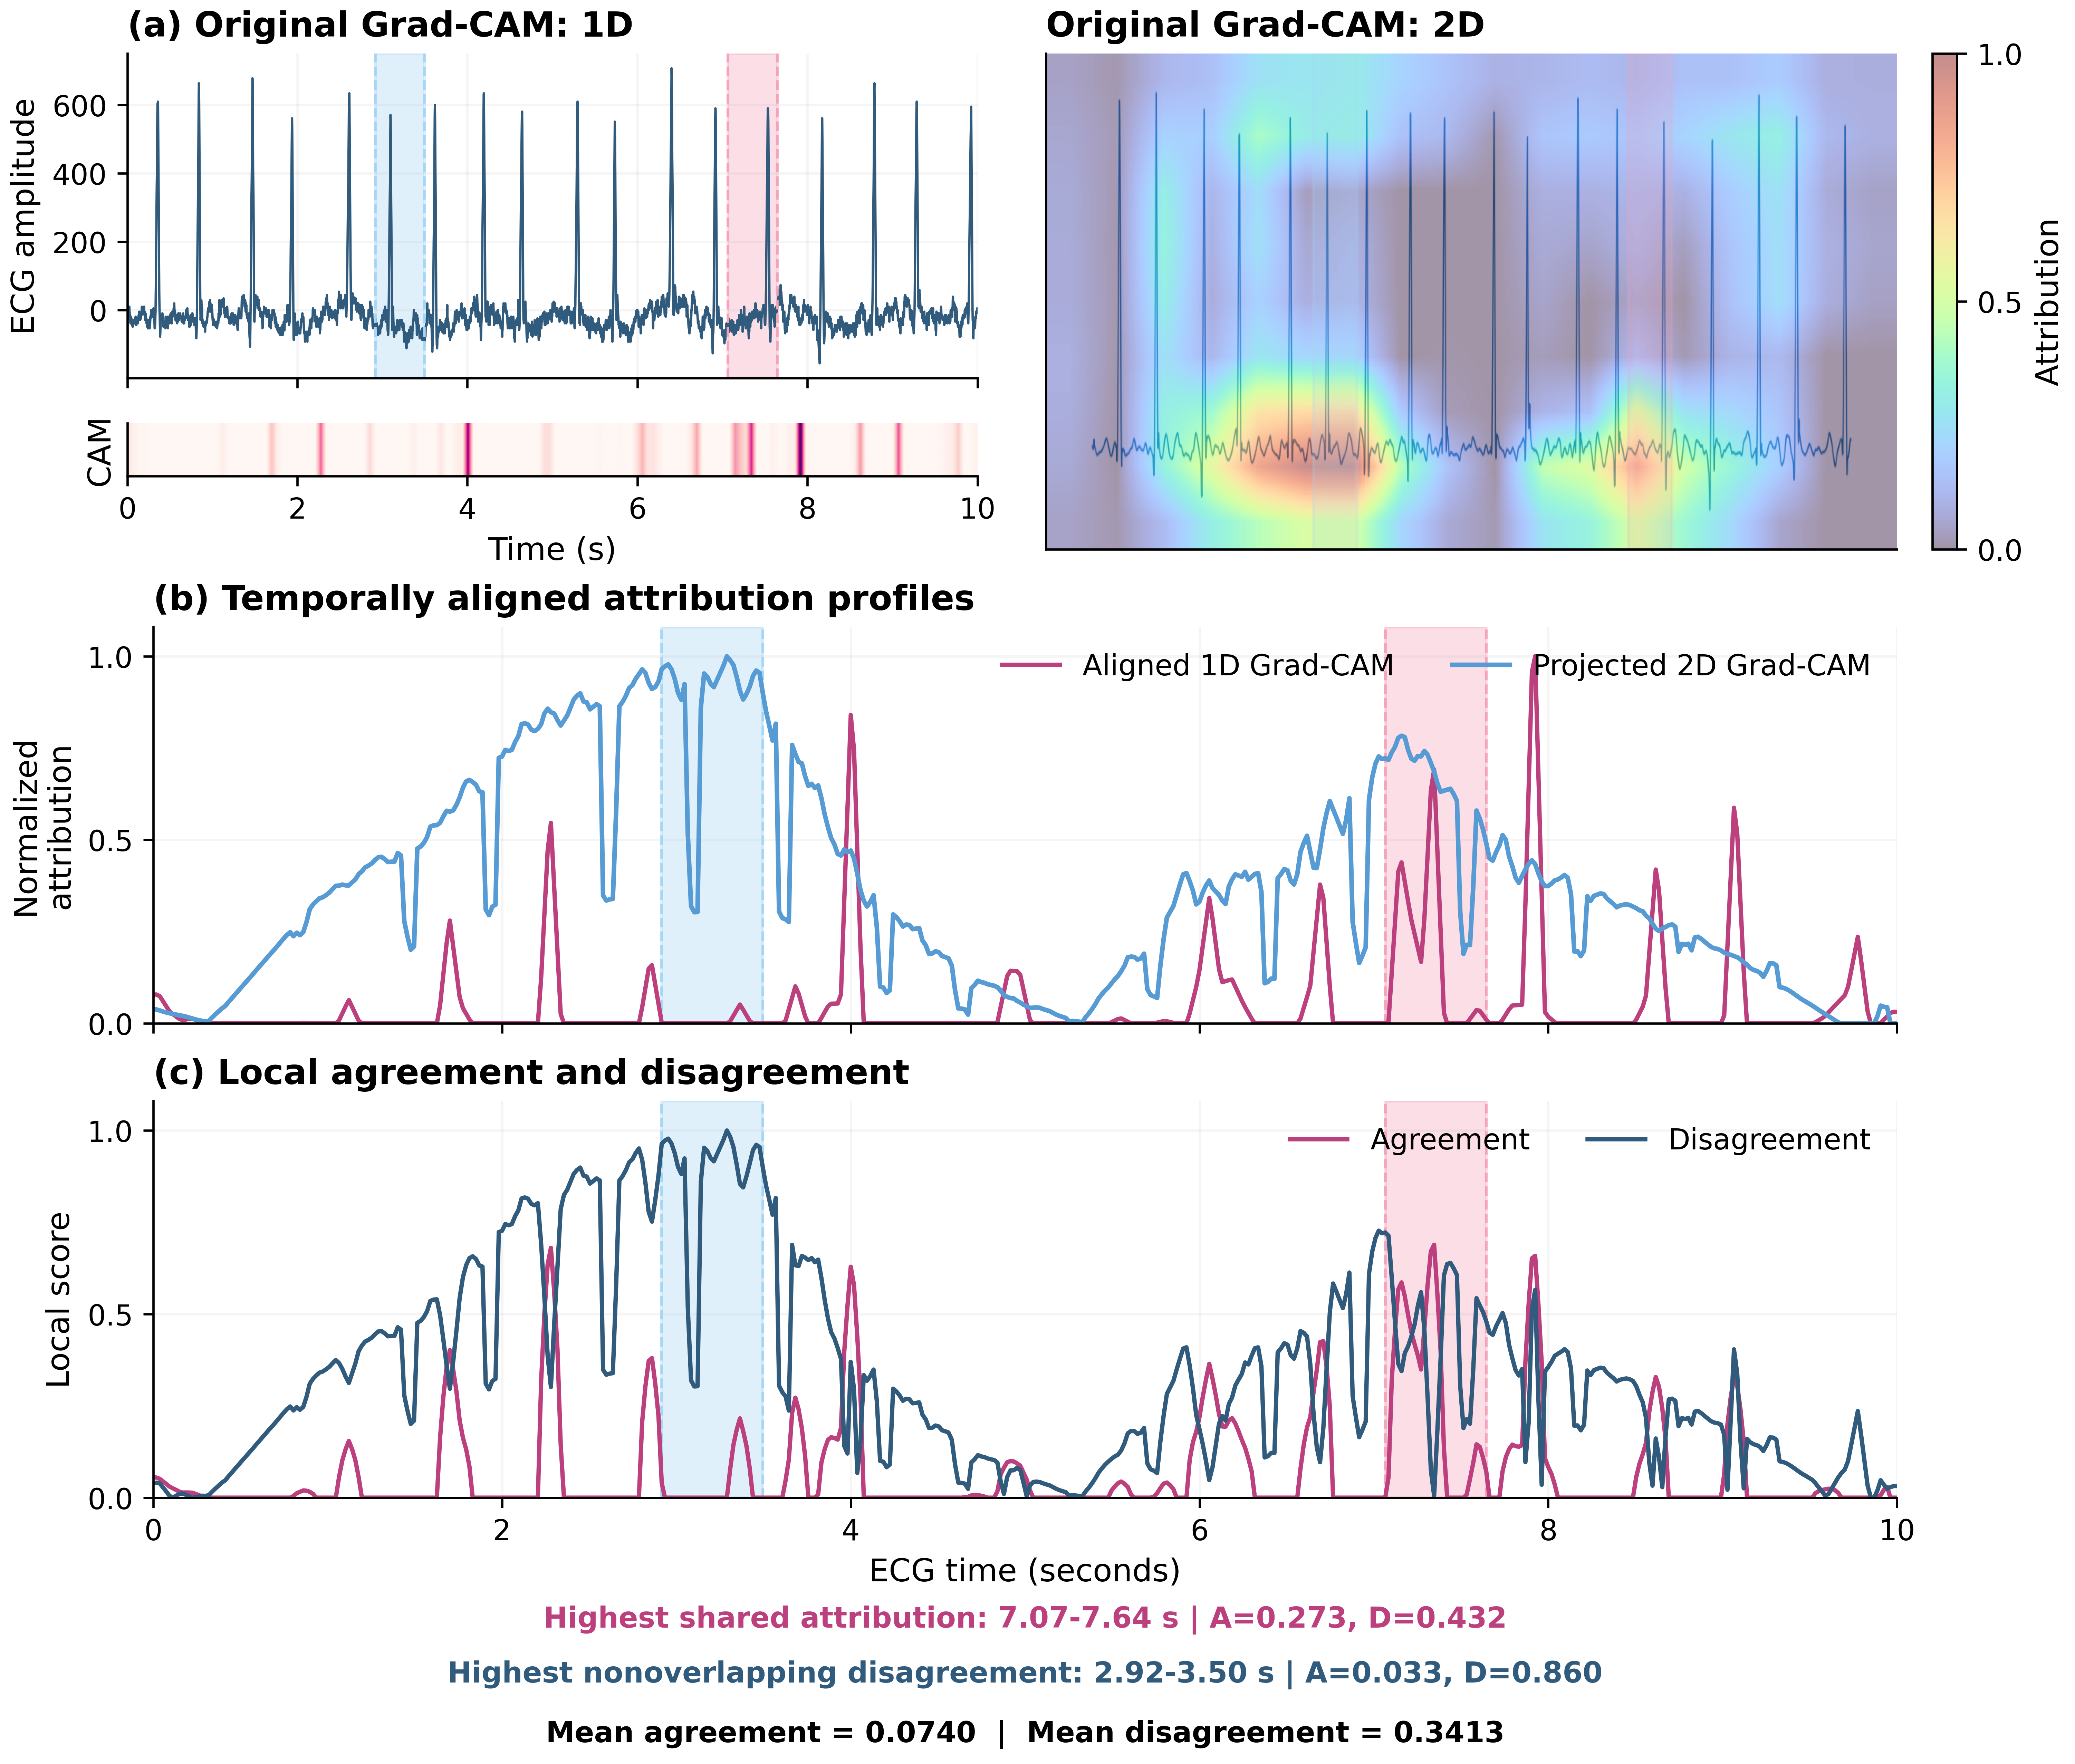 (a) Original Grad-CAM: 1D
ECG amplitude
600
400
200
0
CAM
0 2 4 6 8 10
Time (s)
Original Grad-CAM: 2D
1.0
0.5
0.0
Attribution
(b) Temporally aligned attribution profiles
Normalized
attribution
1.0
0.5
0.0
Aligned 1D Grad-CAM Projected 2D Grad-CAM
(c) Local agreement and disagreement
Local score
1.0
0.5
0.0
Agreement Disagreement
0 2 4 6 8 10
ECG time (seconds)
Highest shared attribution: 7.07-7.64 s | A=0.273, D=0.432
Highest nonoverlapping disagreement: 2.92-3.50 s | A=0.033, D=0.860
Mean agreement = 0.0740 | Mean disagreement = 0.3413